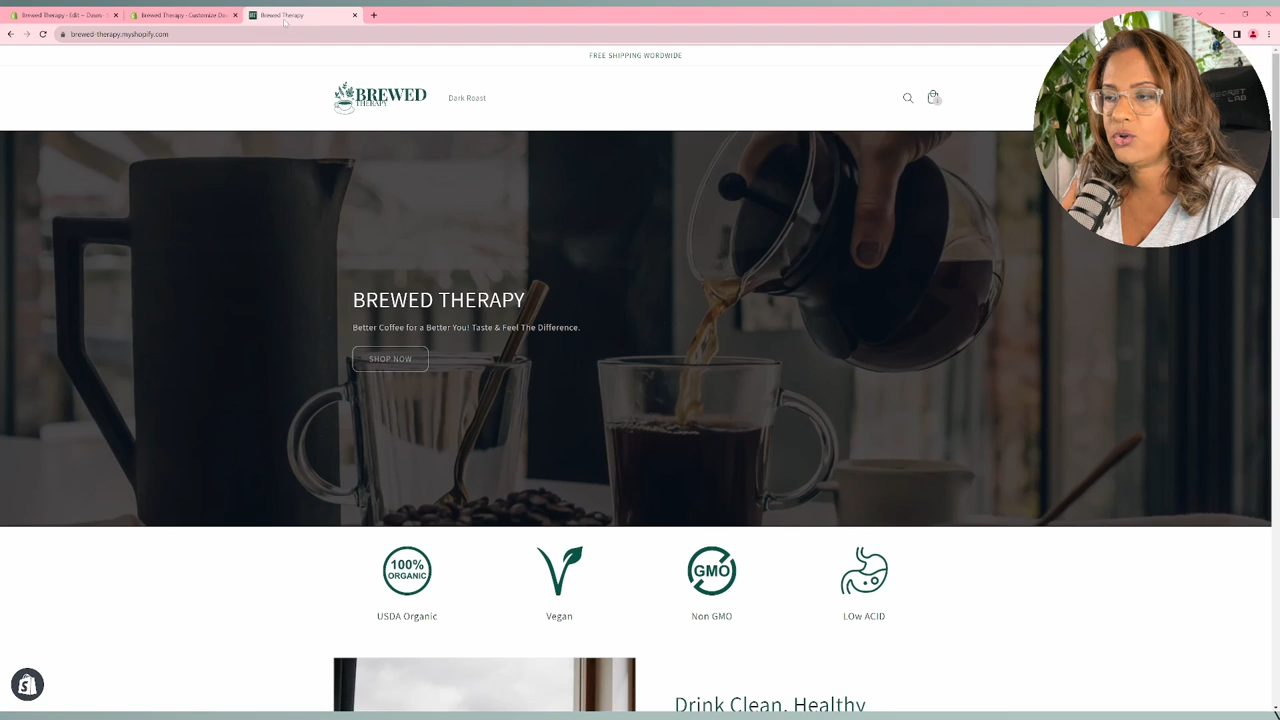 Brewed Therapy - Edit ~ Dawn -
Brewed Therapy - Customize Da
Brewed Therapy
brewed-therapy.myshopify.com
FREE SHIPPING WORDWIDE
BREWED
THERAPY
Dark Roast
SECRET
LAB
BREWED THERAPY
Better Coffee for a Better You! Taste & Feel The Difference.
SHOP NOW
100%
ORGANIC
GMO
USDA Organic
Vegan
Non GMO
LOw ACID
Drink Clean, Healthy